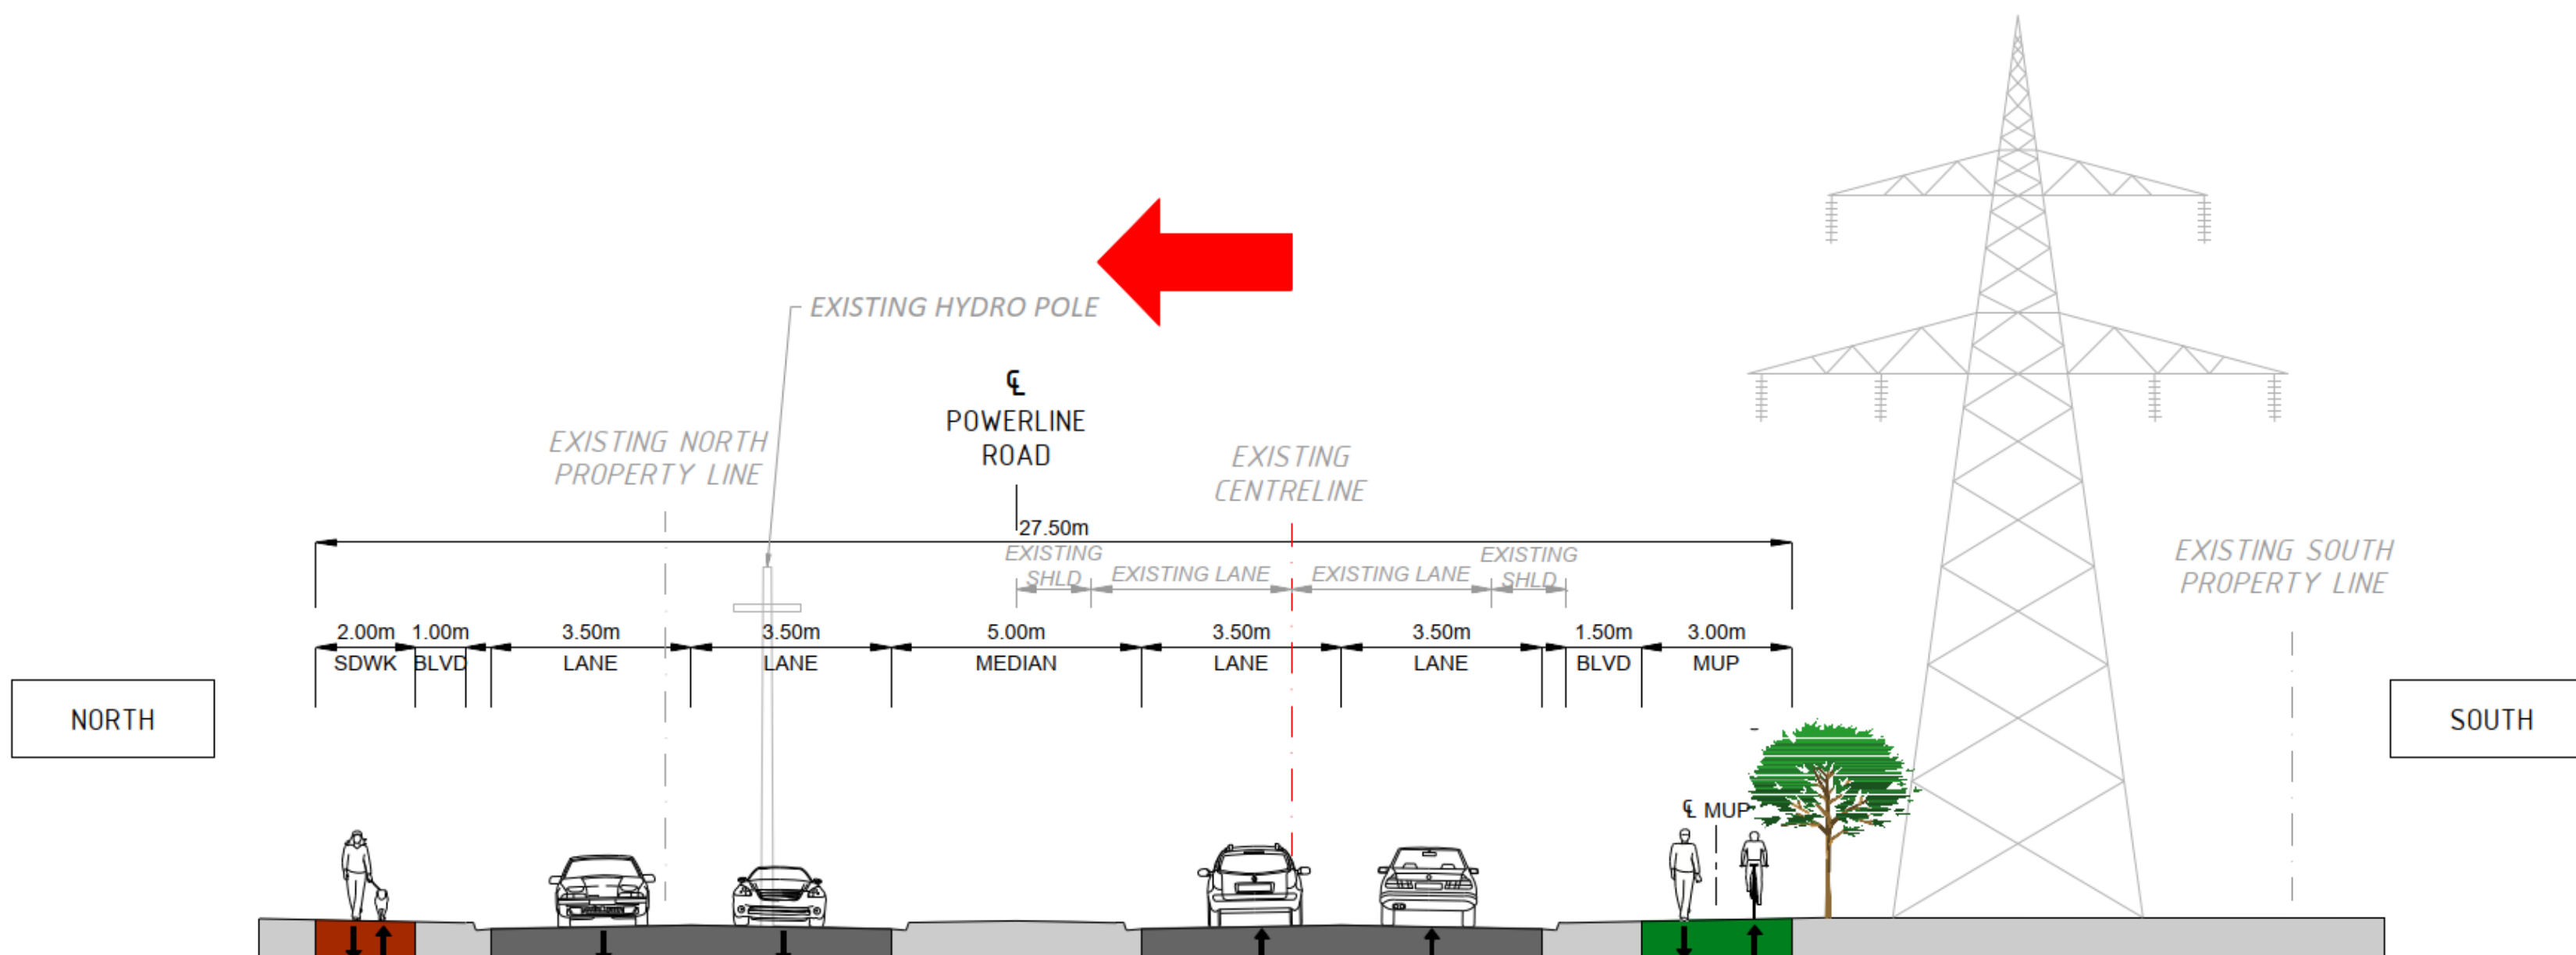 EXISTING HYDRO POLE
℄
POWERLINE
ROAD
EXISTING NORTH
PROPERTY LINE
EXISTING
CENTRELINE
27.50m
EXISTING
SHLD
EXISTING LANE
EXISTING LANE
EXISTING
SHLD
EXISTING SOUTH
PROPERTY LINE
2.00m 1.00m 3.50m 3.50m 5.00m 3.50m 3.50m 1.50m 3.00m
SDWK BLVD LANE LANE MEDIAN LANE LANE BLVD MUP
NORTH
SOUTH
℄ MUP